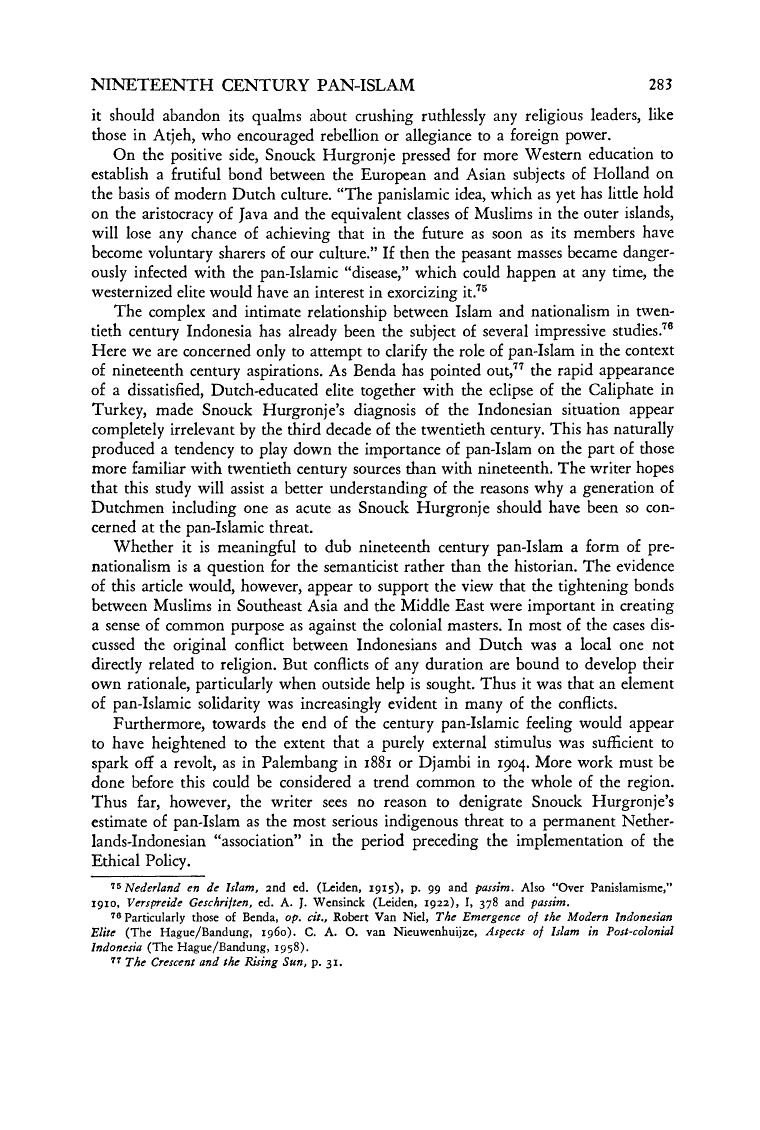 NINETEENTH CENTURY PAN-ISLAM 283
it should abandon its qualms about crushing ruthlessly any religious leaders, like
those in Atjeh, who encouraged rebellion or allegiance to a foreign power.
On the positive side, Snouck Hurgronje pressed for more Western education to
establish a frutiful bond between the European and Asian subjects of Holland on
the basis of modern Dutch culture. “The panislamic idea, which as yet has little hold
on the aristocracy of Java and the equivalent classes of Muslims in the outer islands,
will lose any chance of achieving that in the future as soon as its members have
become voluntary sharers of our culture.” If then the peasant masses became danger-
ously infected with the pan-Islamic “disease,” which could happen at any time, the
westernized elite would have an interest in exorcizing it.⁷⁵
The complex and intimate relationship between Islam and nationalism in twen-
tieth century Indonesia has already been the subject of several impressive studies.⁷⁶
Here we are concerned only to attempt to clarify the role of pan-Islam in the context
of nineteenth century aspirations. As Benda has pointed out,⁷⁷ the rapid appearance
of a dissatisfied, Dutch-educated elite together with the eclipse of the Caliphate in
Turkey, made Snouck Hurgronje’s diagnosis of the Indonesian situation appear
completely irrelevant by the third decade of the twentieth century. This has naturally
produced a tendency to play down the importance of pan-Islam on the part of those
more familiar with twentieth century sources than with nineteenth. The writer hopes
that this study will assist a better understanding of the reasons why a generation of
Dutchmen including one as acute as Snouck Hurgronje should have been so con-
cerned at the pan-Islamic threat.
Whether it is meaningful to dub nineteenth century pan-Islam a form of pre-
nationalism is a question for the semanticist rather than the historian. The evidence
of this article would, however, appear to support the view that the tightening bonds
between Muslims in Southeast Asia and the Middle East were important in creating
a sense of common purpose as against the colonial masters. In most of the cases dis-
cussed the original conflict between Indonesians and Dutch was a local one not
directly related to religion. But conflicts of any duration are bound to develop their
own rationale, particularly when outside help is sought. Thus it was that an element
of pan-Islamic solidarity was increasingly evident in many of the conflicts.
Furthermore, towards the end of the century pan-Islamic feeling would appear
to have heightened to the extent that a purely external stimulus was sufficient to
spark off a revolt, as in Palembang in 1881 or Djambi in 1904. More work must be
done before this could be considered a trend common to the whole of the region.
Thus far, however, the writer sees no reason to denigrate Snouck Hurgronje’s
estimate of pan-Islam as the most serious indigenous threat to a permanent Nether-
lands-Indonesian “association” in the period preceding the implementation of the
Ethical Policy.
⁷⁵ Nederland en de Islam, 2nd ed. (Leiden, 1915), p. 99 and passim. Also “Over Panislamisme,”
1910, Verspreide Geschriften, ed. A. J. Wensinck (Leiden, 1922), I, 378 and passim.
⁷⁶ Particularly those of Benda, op. cit., Robert Van Niel, The Emergence of the Modern Indonesian
Elite (The Hague/Bandung, 1960). C. A. O. van Nieuwenhuijze, Aspects of Islam in Post-colonial
Indonesia (The Hague/Bandung, 1958).
⁷⁷ The Crescent and the Rising Sun, p. 31.